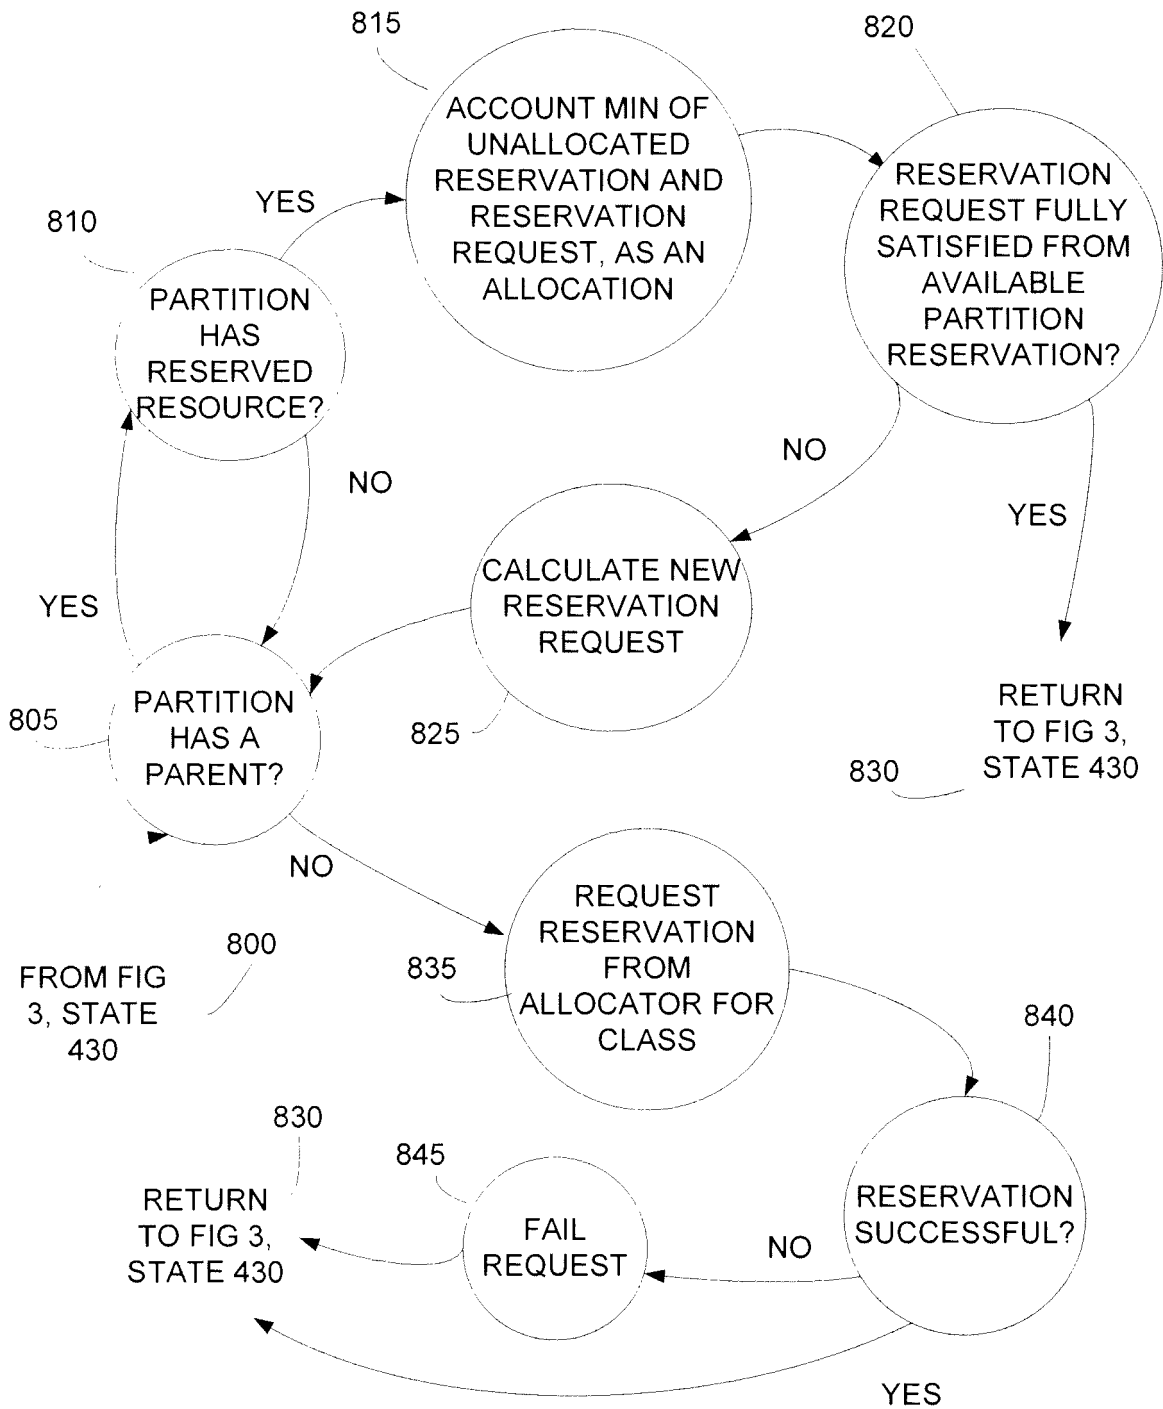 815
820
ACCOUNT MIN OF
UNALLOCATED
RESERVATION AND
RESERVATION
REQUEST, AS AN
ALLOCATION
RESERVATION
REQUEST FULLY
SATISFIED FROM
AVAILABLE
PARTITION
RESERVATION?
YES
810
PARTITION
HAS
RESERVED
RESOURCE?
NO
NO
YES
CALCULATE NEW
RESERVATION
REQUEST
YES
825
805
PARTITION
HAS A
PARENT?
RETURN
TO FIG 3,
STATE 430
830
NO
REQUEST
RESERVATION
FROM
ALLOCATOR FOR
CLASS
835
800
FROM FIG
3, STATE
430
840
830
845
RETURN
TO FIG 3,
STATE 430
FAIL
REQUEST
NO
RESERVATION
SUCCESSFUL?
YES